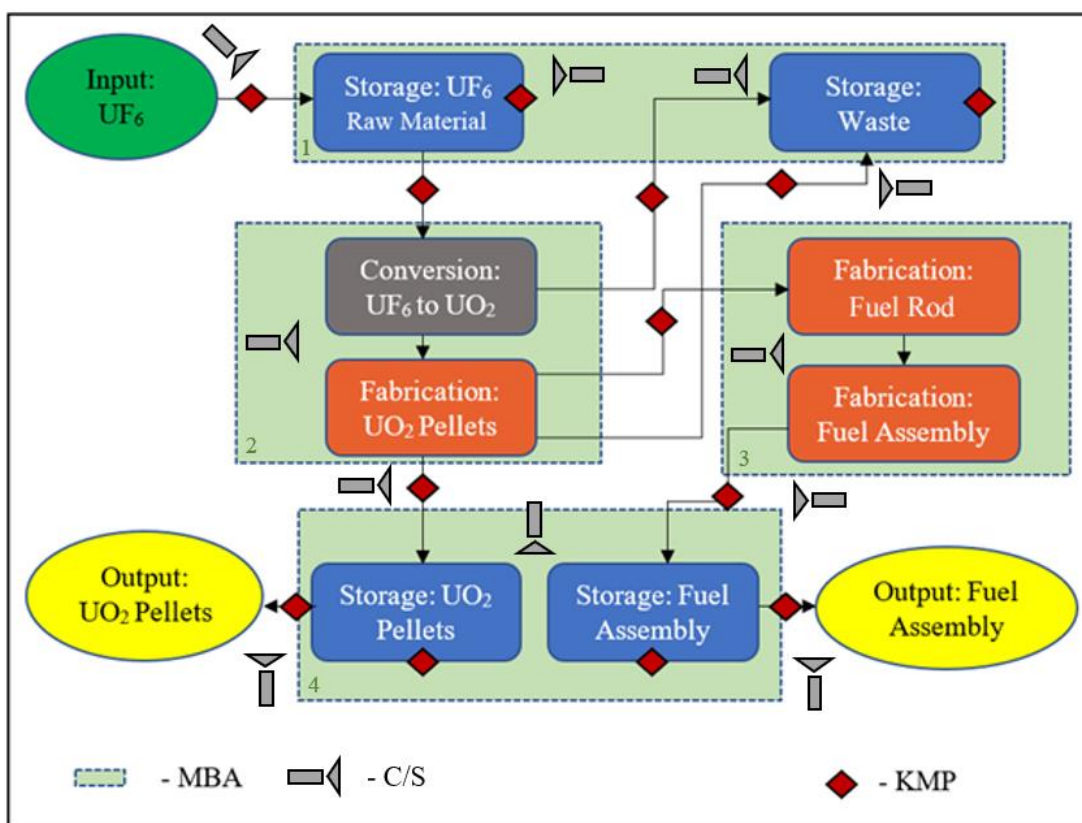 Input:
UF₆
Storage: UF₆
Raw Material
Storage:
Waste
1
Conversion:
UF₆ to UO₂
Fabrication:
UO₂ Pellets
2
Fabrication:
Fuel Rod
Fabrication:
Fuel Assembly
3
Output:
UO₂ Pellets
Storage: UO₂
Pellets
Storage: Fuel
Assembly
4
Output: Fuel
Assembly
- MBA
- C/S
- KMP